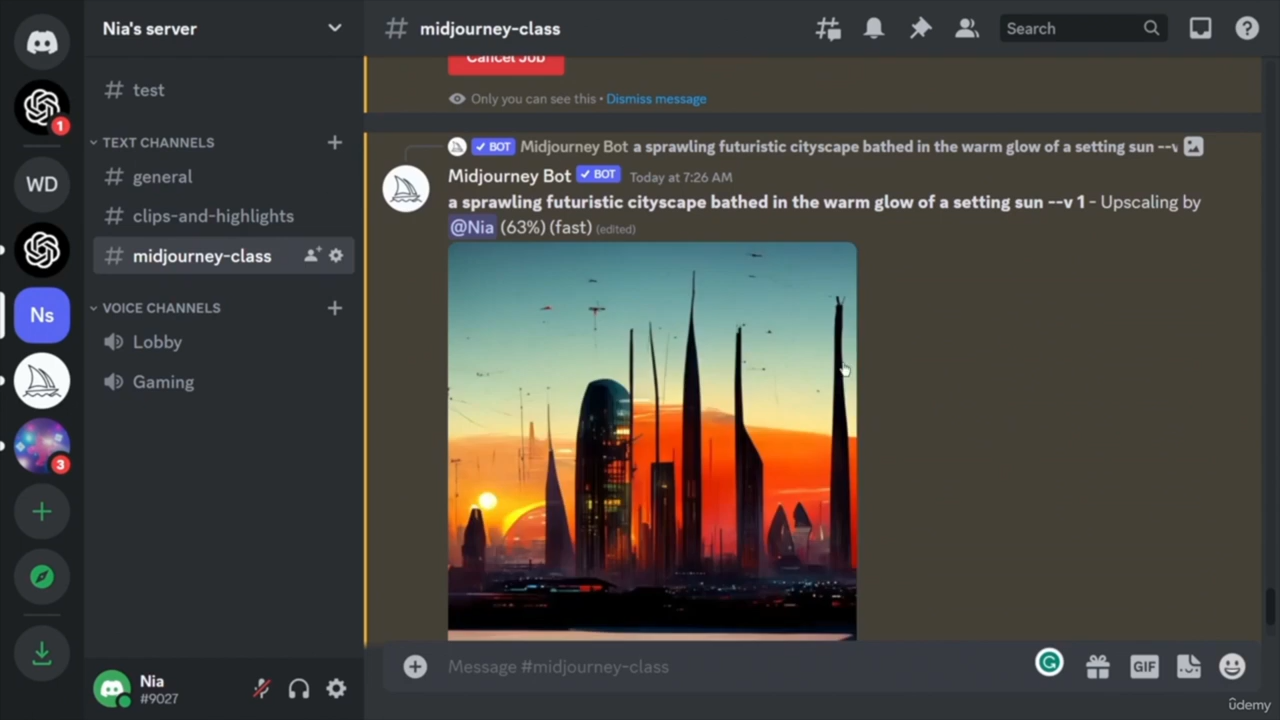 Nia's server
# midjourney-class
Search
Cancel Job
Only you can see this • Dismiss message
# test
TEXT CHANNELS
# general
# clips-and-highlights
# midjourney-class
VOICE CHANNELS
Lobby
Gaming
1
WD
Ns
3
✓ BOT Midjourney Bot a sprawling futuristic cityscape bathed in the warm glow of a setting sun --v
Midjourney Bot ✓ BOT Today at 7:26 AM
a sprawling futuristic cityscape bathed in the warm glow of a setting sun --v 1 - Upscaling by
@Nia (63%) (fast) (edited)
Message #midjourney-class
GIF
Nia
#9027
ûdemy